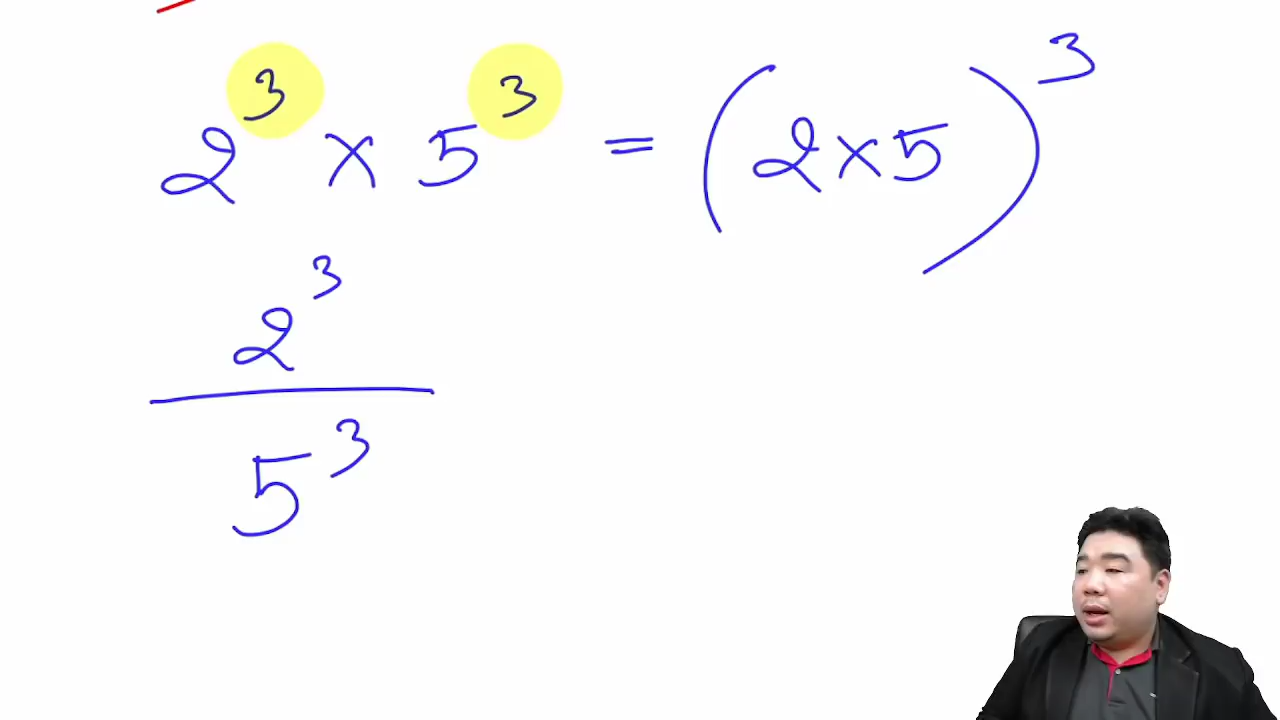 2³ × 5³ = (2×5)³
2³
5³